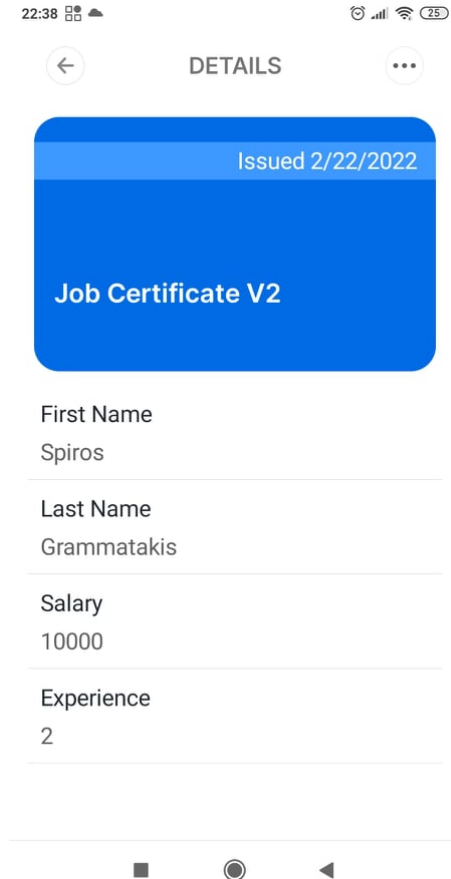 22:38
25
DETAILS
Issued 2/22/2022
Job Certificate V2
First Name
Spiros
Last Name
Grammatakis
Salary
10000
Experience
2